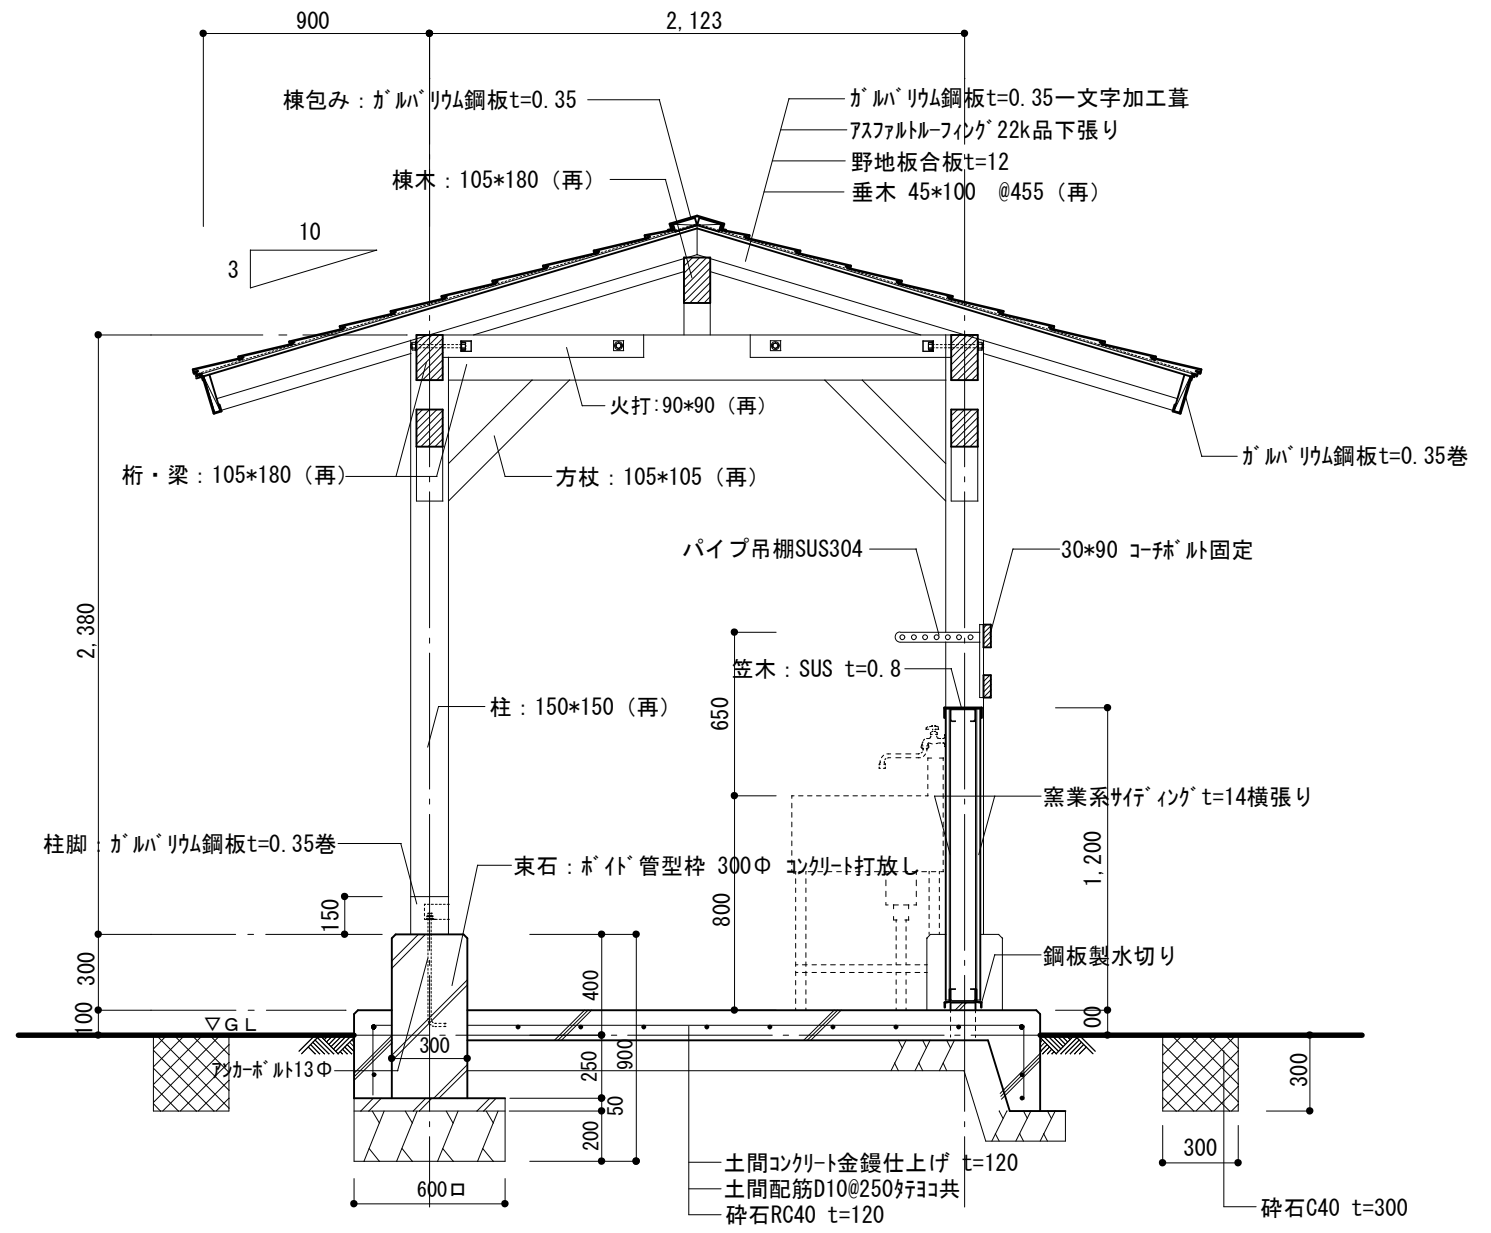 900
2,123
棟包み：ガルバリウム鋼板t=0.35
ガルバリウム鋼板t=0.35一文字加工葺
アスファルトルーフィング22k品下張り
野地板合板t=12
棟木：105*180（再）
垂木 45*100 @455（再）
10
3
火打:90*90（再）
桁・梁：105*180（再）
方杖：105*105（再）
ガルバリウム鋼板t=0.35巻
パイプ吊棚SUS304
30*90 コーチボルト固定
2,380
笠木：SUS t=0.8
650
柱：150*150（再）
窯業系サイディングt=14横張り
柱脚：ガルバリウム鋼板t=0.35巻
束石：ボイド管型枠 300Φ コンクリート打放し
1,200
150
800
鋼板製水切り
300
400
100
▽GL
00
300
アンカーボルト13Φ
250
900
50
200
300
300
600ロ
土間コンクリート金鏝仕上げ t=120
土間配筋D10@250タテヨコ共
砕石RC40 t=120
砕石C40 t=300